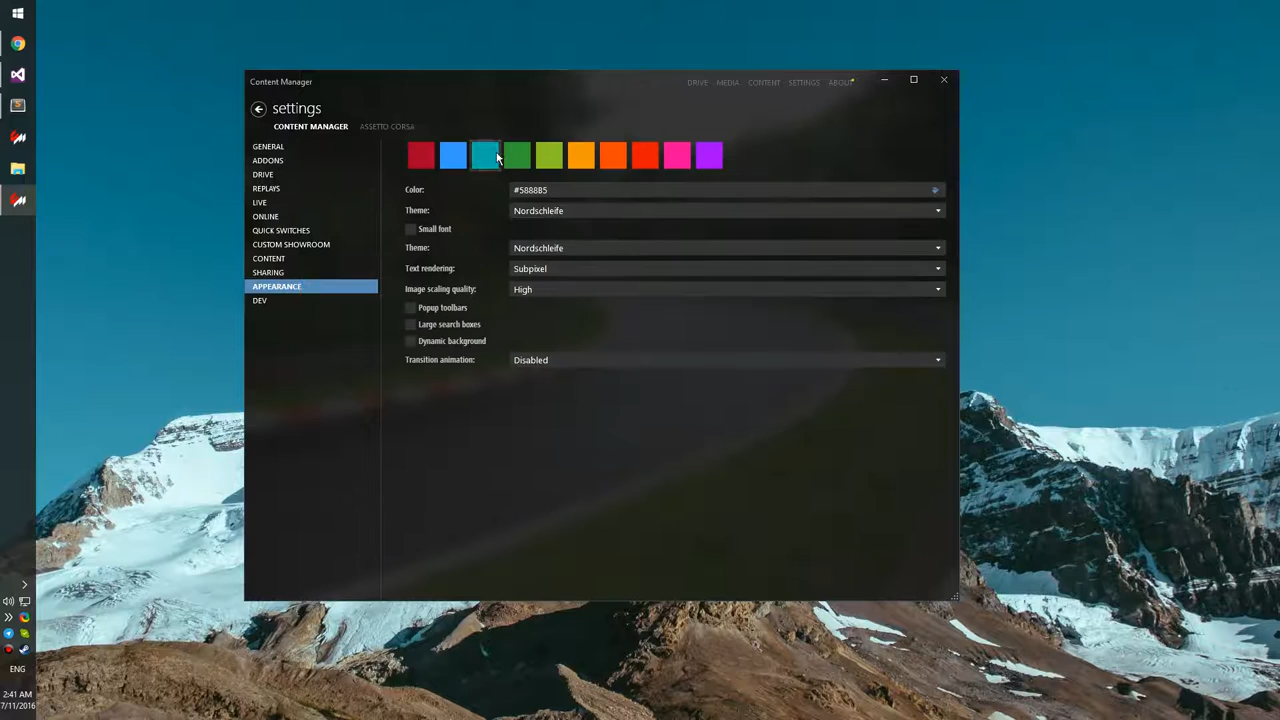 Content Manager
DRIVE MEDIA CONTENT SETTINGS ABOUT
settings
CONTENT MANAGER ASSETTO CORSA
GENERAL
ADDONS
DRIVE
REPLAYS
LIVE
ONLINE
QUICK SWITCHES
CUSTOM SHOWROOM
CONTENT
SHARING
APPEARANCE
DEV
Color: #5888B5
Theme: Nordschleife
Small font
Theme: Nordschleife
Text rendering: Subpixel
Image scaling quality: High
Popup toolbars
Large search boxes
Dynamic background
Transition animation: Disabled
ENG
2:41 AM
7/11/2016